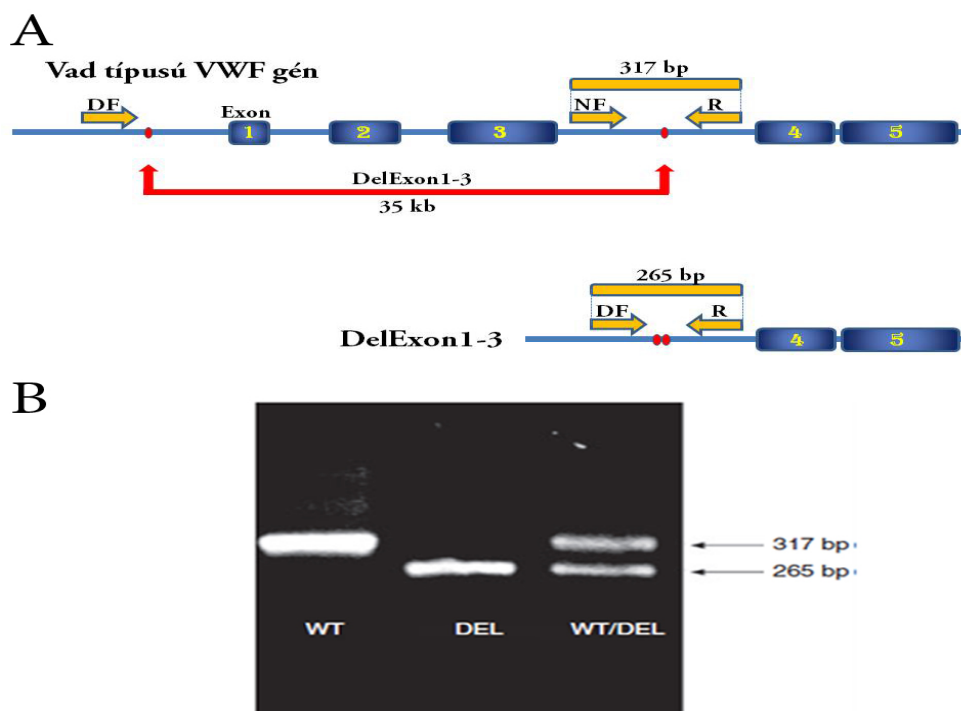 A
Vad típusú VWF gén
317 bp
DF
Exon
NF
R
1
2
3
4
5
DelExon1-3
35 kb
265 bp
DF
R
DelExon1-3
4
5
B
317 bp
265 bp
WT
DEL
WT/DEL